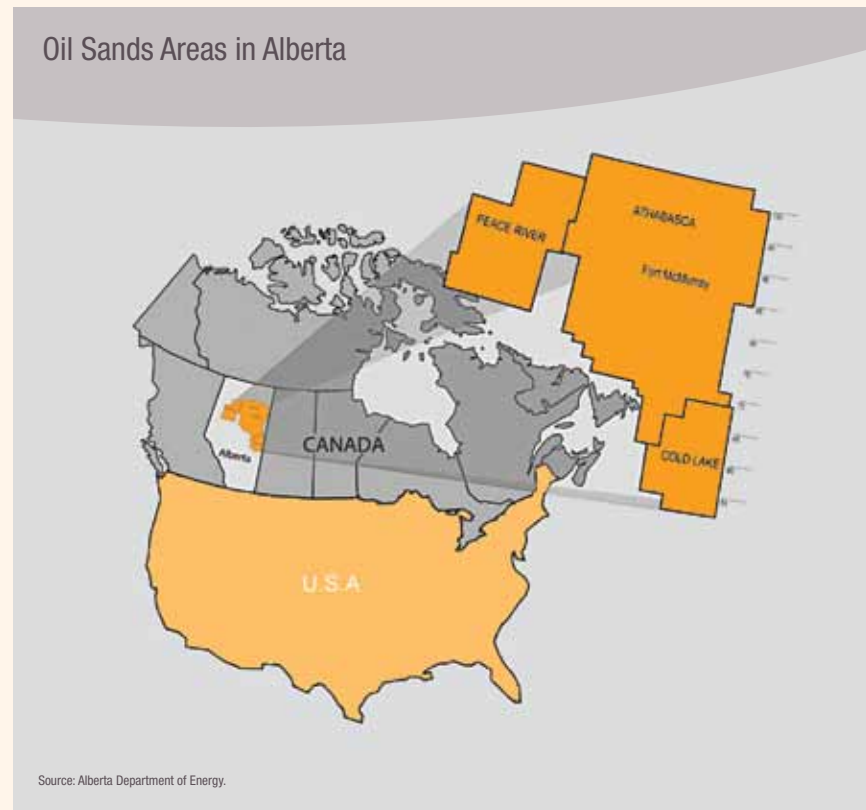 Oil Sands Areas in Alberta
PEACE RIVER
ATHABASCA
Fort McMurray
CANADA
Alberta
COLD LAKE
U.S.A
Source: Alberta Department of Energy.